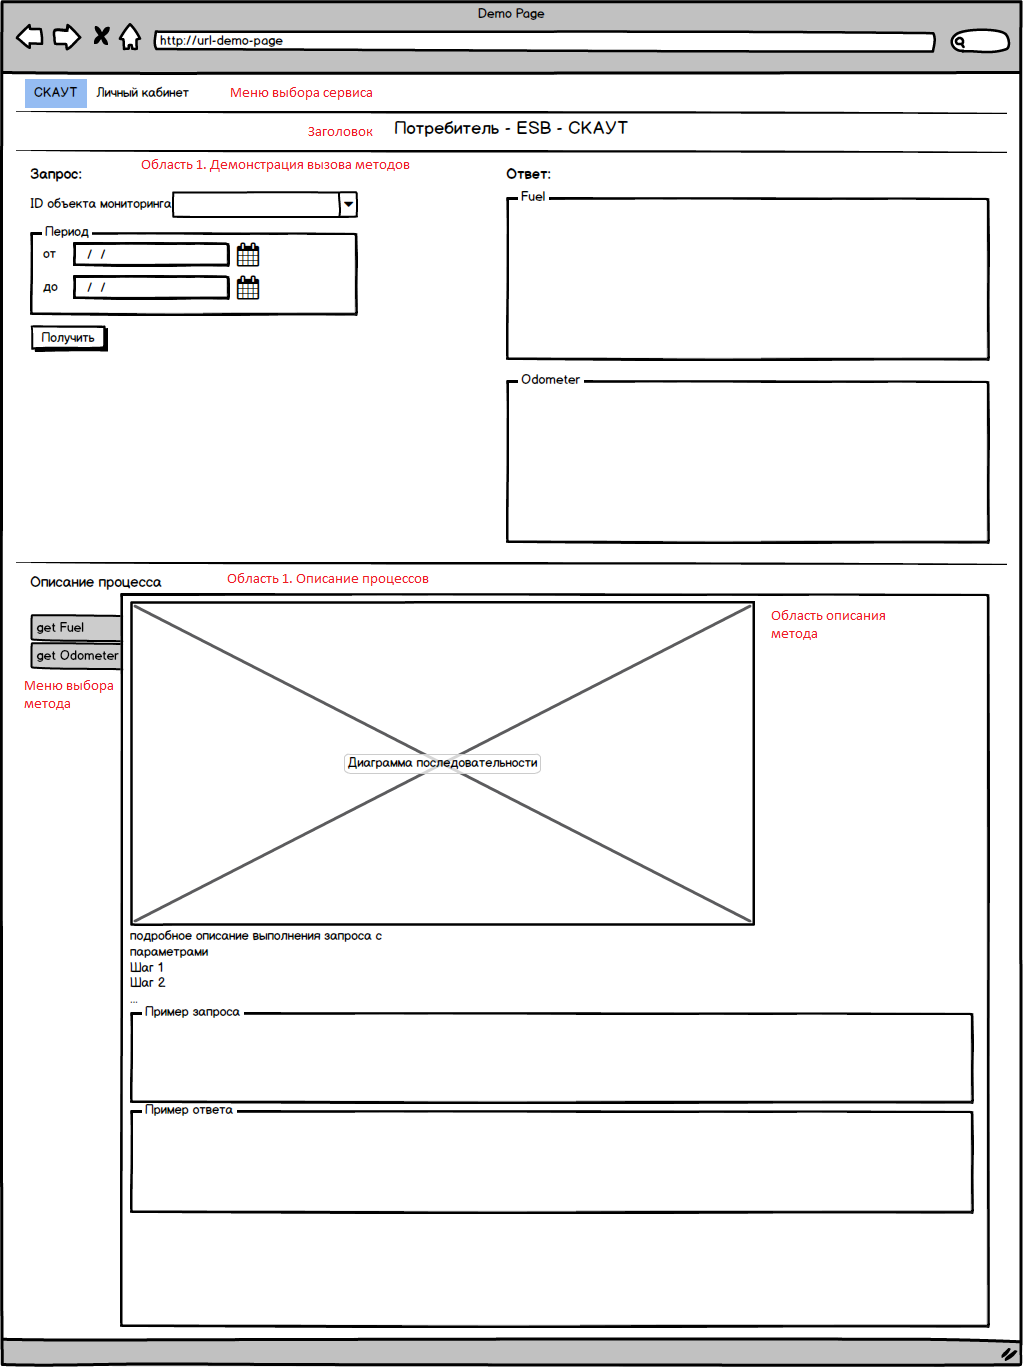 Demo Page
http://url-demo-page
СКАУТ
Личный кабинет
Меню выбора сервиса
Заголовок
Потребитель - ESB - СКАУТ
Область 1. Демонстрация вызова методов
Запрос:
Ответ:
ID объекта мониторинга
Fuel
Период
от
/ /
до
/ /
Получить
Odometer
Описание процесса
Область 1. Описание процессов
get Fuel
get Odometer
Меню выбора
метода
Область описания
метода
Диаграмма последовательности
подробное описание выполнения запроса с
параметрами
Шаг 1
Шаг 2
...
Пример запроса
Пример ответа